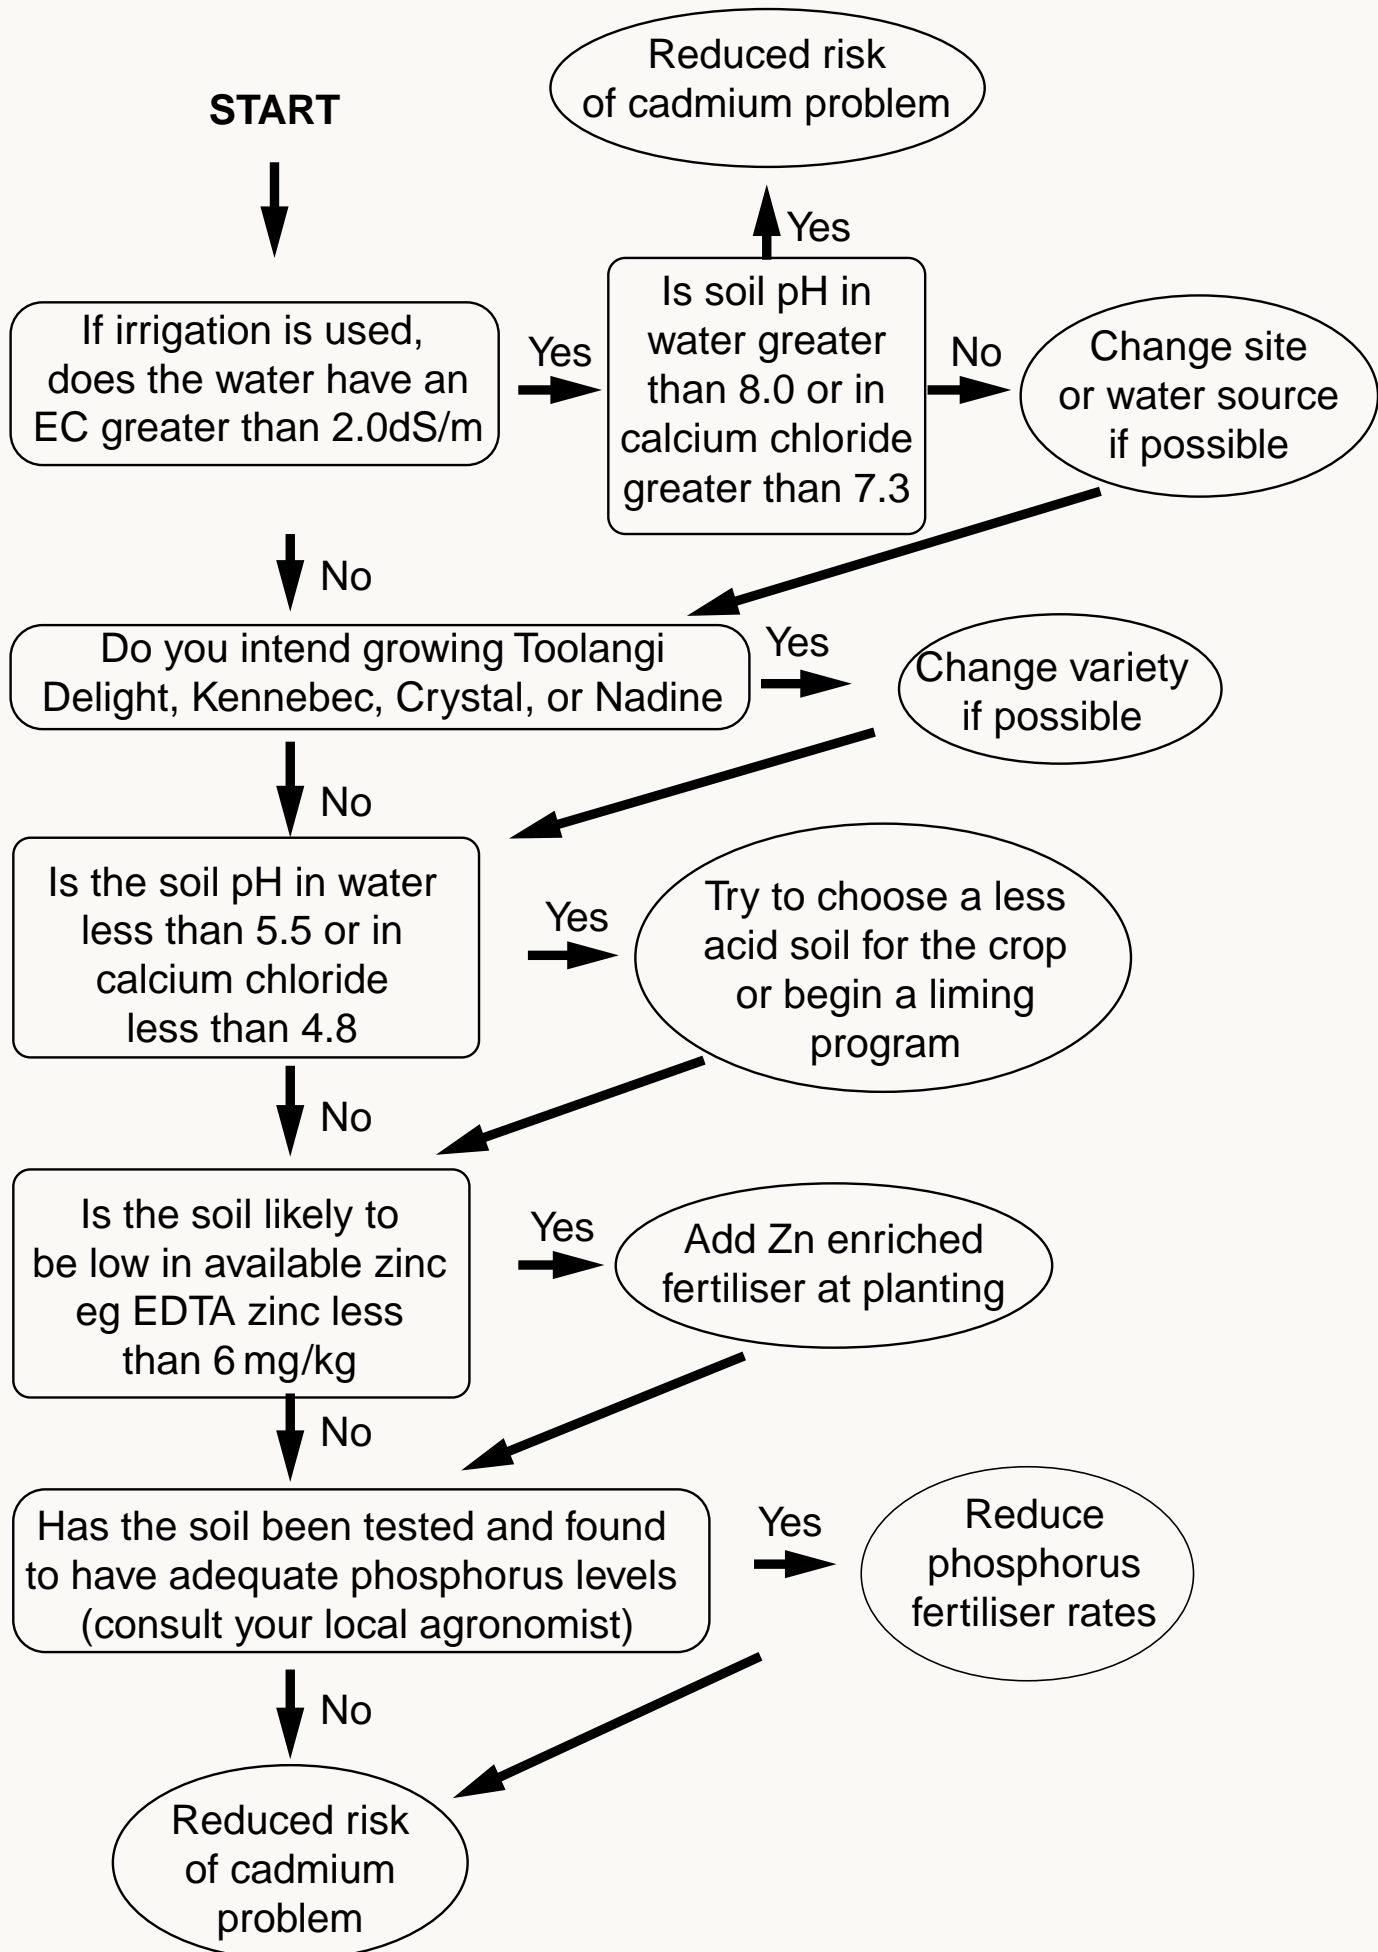 START
Reduced risk
of cadmium problem
Yes
If irrigation is used,
does the water have an
EC greater than 2.0dS/m
Yes
Is soil pH in
water greater
than 8.0 or in
calcium chloride
greater than 7.3
No
Change site
or water source
if possible
No
Do you intend growing Toolangi
Delight, Kennebec, Crystal, or Nadine
Yes
Change variety
if possible
No
Is the soil pH in water
less than 5.5 or in
calcium chloride
less than 4.8
Yes
Try to choose a less
acid soil for the crop
or begin a liming
program
No
Is the soil likely to
be low in available zinc
eg EDTA zinc less
than 6 mg/kg
Yes
Add Zn enriched
fertiliser at planting
No
Has the soil been tested and found
to have adequate phosphorus levels
(consult your local agronomist)
Yes
Reduce
phosphorus
fertiliser rates
No
Reduced risk
of cadmium
problem